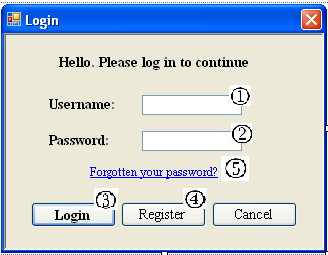 Login
Hello. Please log in to continue
Username: ①
Password: ②
Forgotten your password? ⑤
③ ④
Login Register Cancel